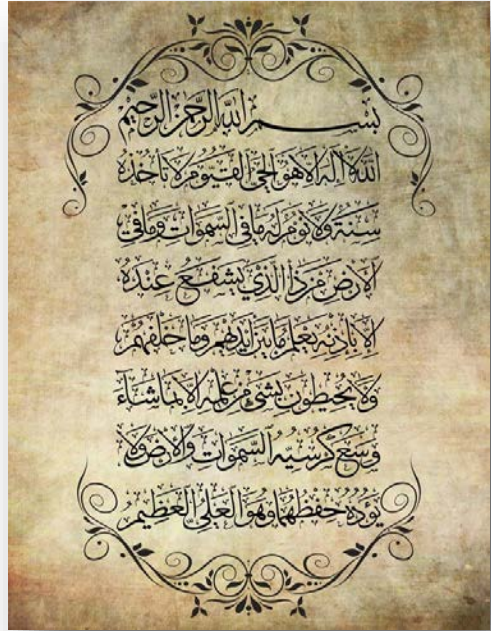 بسم الله الرحمن الرحيم
الله لا إله إلا هو الحي القيوم لا تأخذه
سنة ولا نوم له ما في السموات وما في
الأرض من ذا الذي يشفع عنده
إلا بإذنه يعلم ما بين أيديهم وما خلفهم
ولا يحيطون بشيء من علمه إلا بما شاء
وسع كرسيه السموات والأرض ولا
يؤده حفظهما وهو العلي العظيم